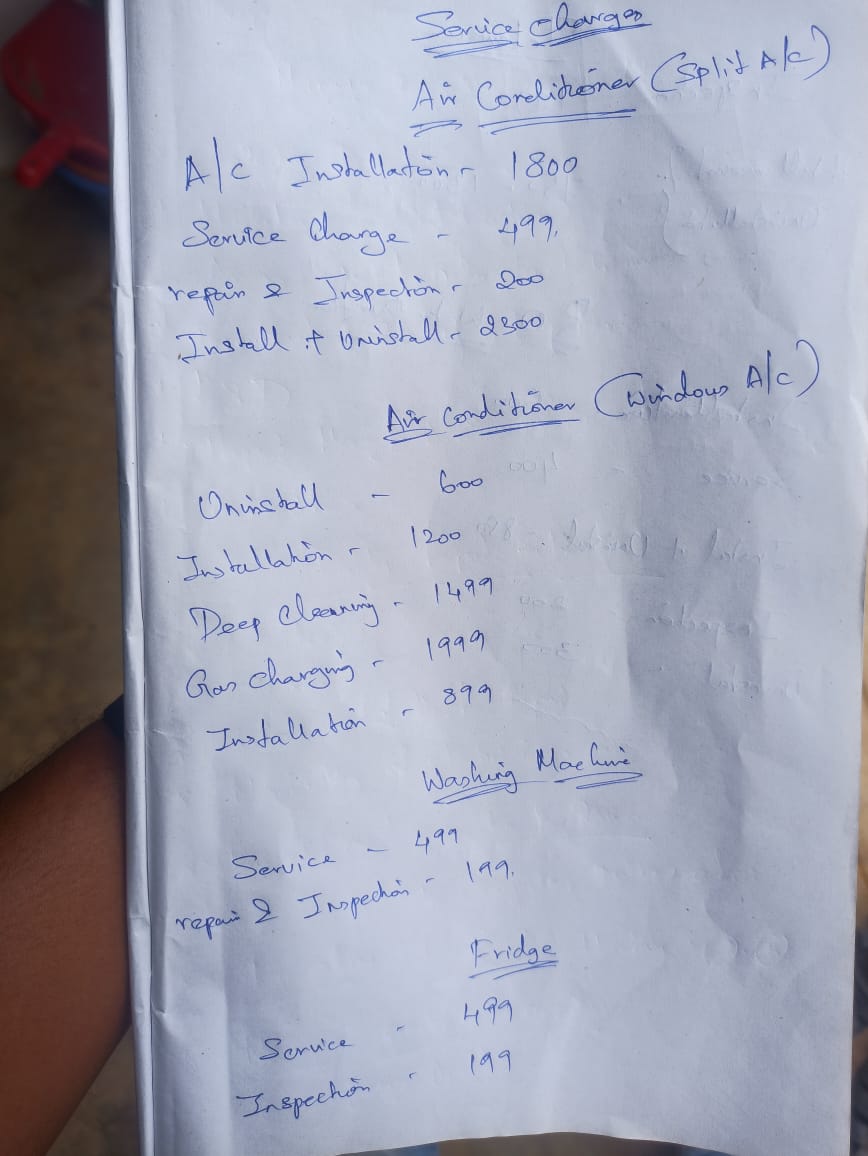 Service Charges
Air Conditioner (Split A/c)
A/c Installation - 1800
Service Charge - 499.
repair & Inspection - 200
Install + Uninstall - 2300
Air Conditioner (Window A/c)
Uninstall - 600
Installation - 1200
Deep Cleaning - 1499
Gas Charging - 1999
Installation - 899
Washing Machine
Service - 499
repair & Inspection - 199.
Fridge
Service - 499
Inspection - 199